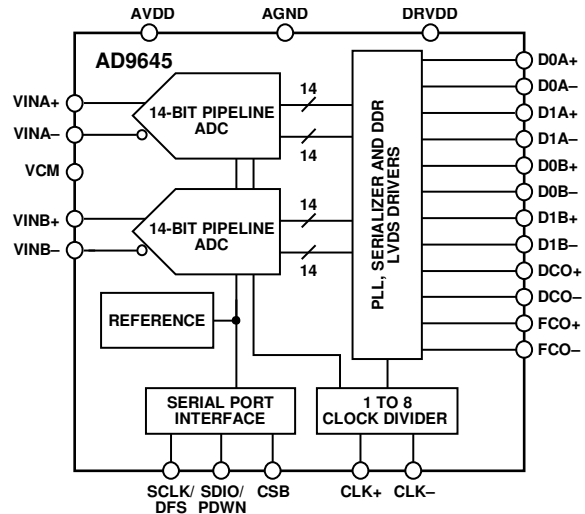 AVDD
AGND
DRVDD
AD9645
VINA+
VINA–
VCM
VINB+
VINB–
14-BIT PIPELINE
ADC
14
14
14-BIT PIPELINE
ADC
14
14
REFERENCE
PLL, SERIALIZER AND DDR
LVDS DRIVERS
SERIAL PORT
INTERFACE
1 TO 8
CLOCK DIVIDER
D0A+
D0A–
D1A+
D1A–
D0B+
D0B–
D1B+
D1B–
DCO+
DCO–
FCO+
FCO–
SCLK/
DFS
SDIO/
PDWN
CSB
CLK+
CLK–